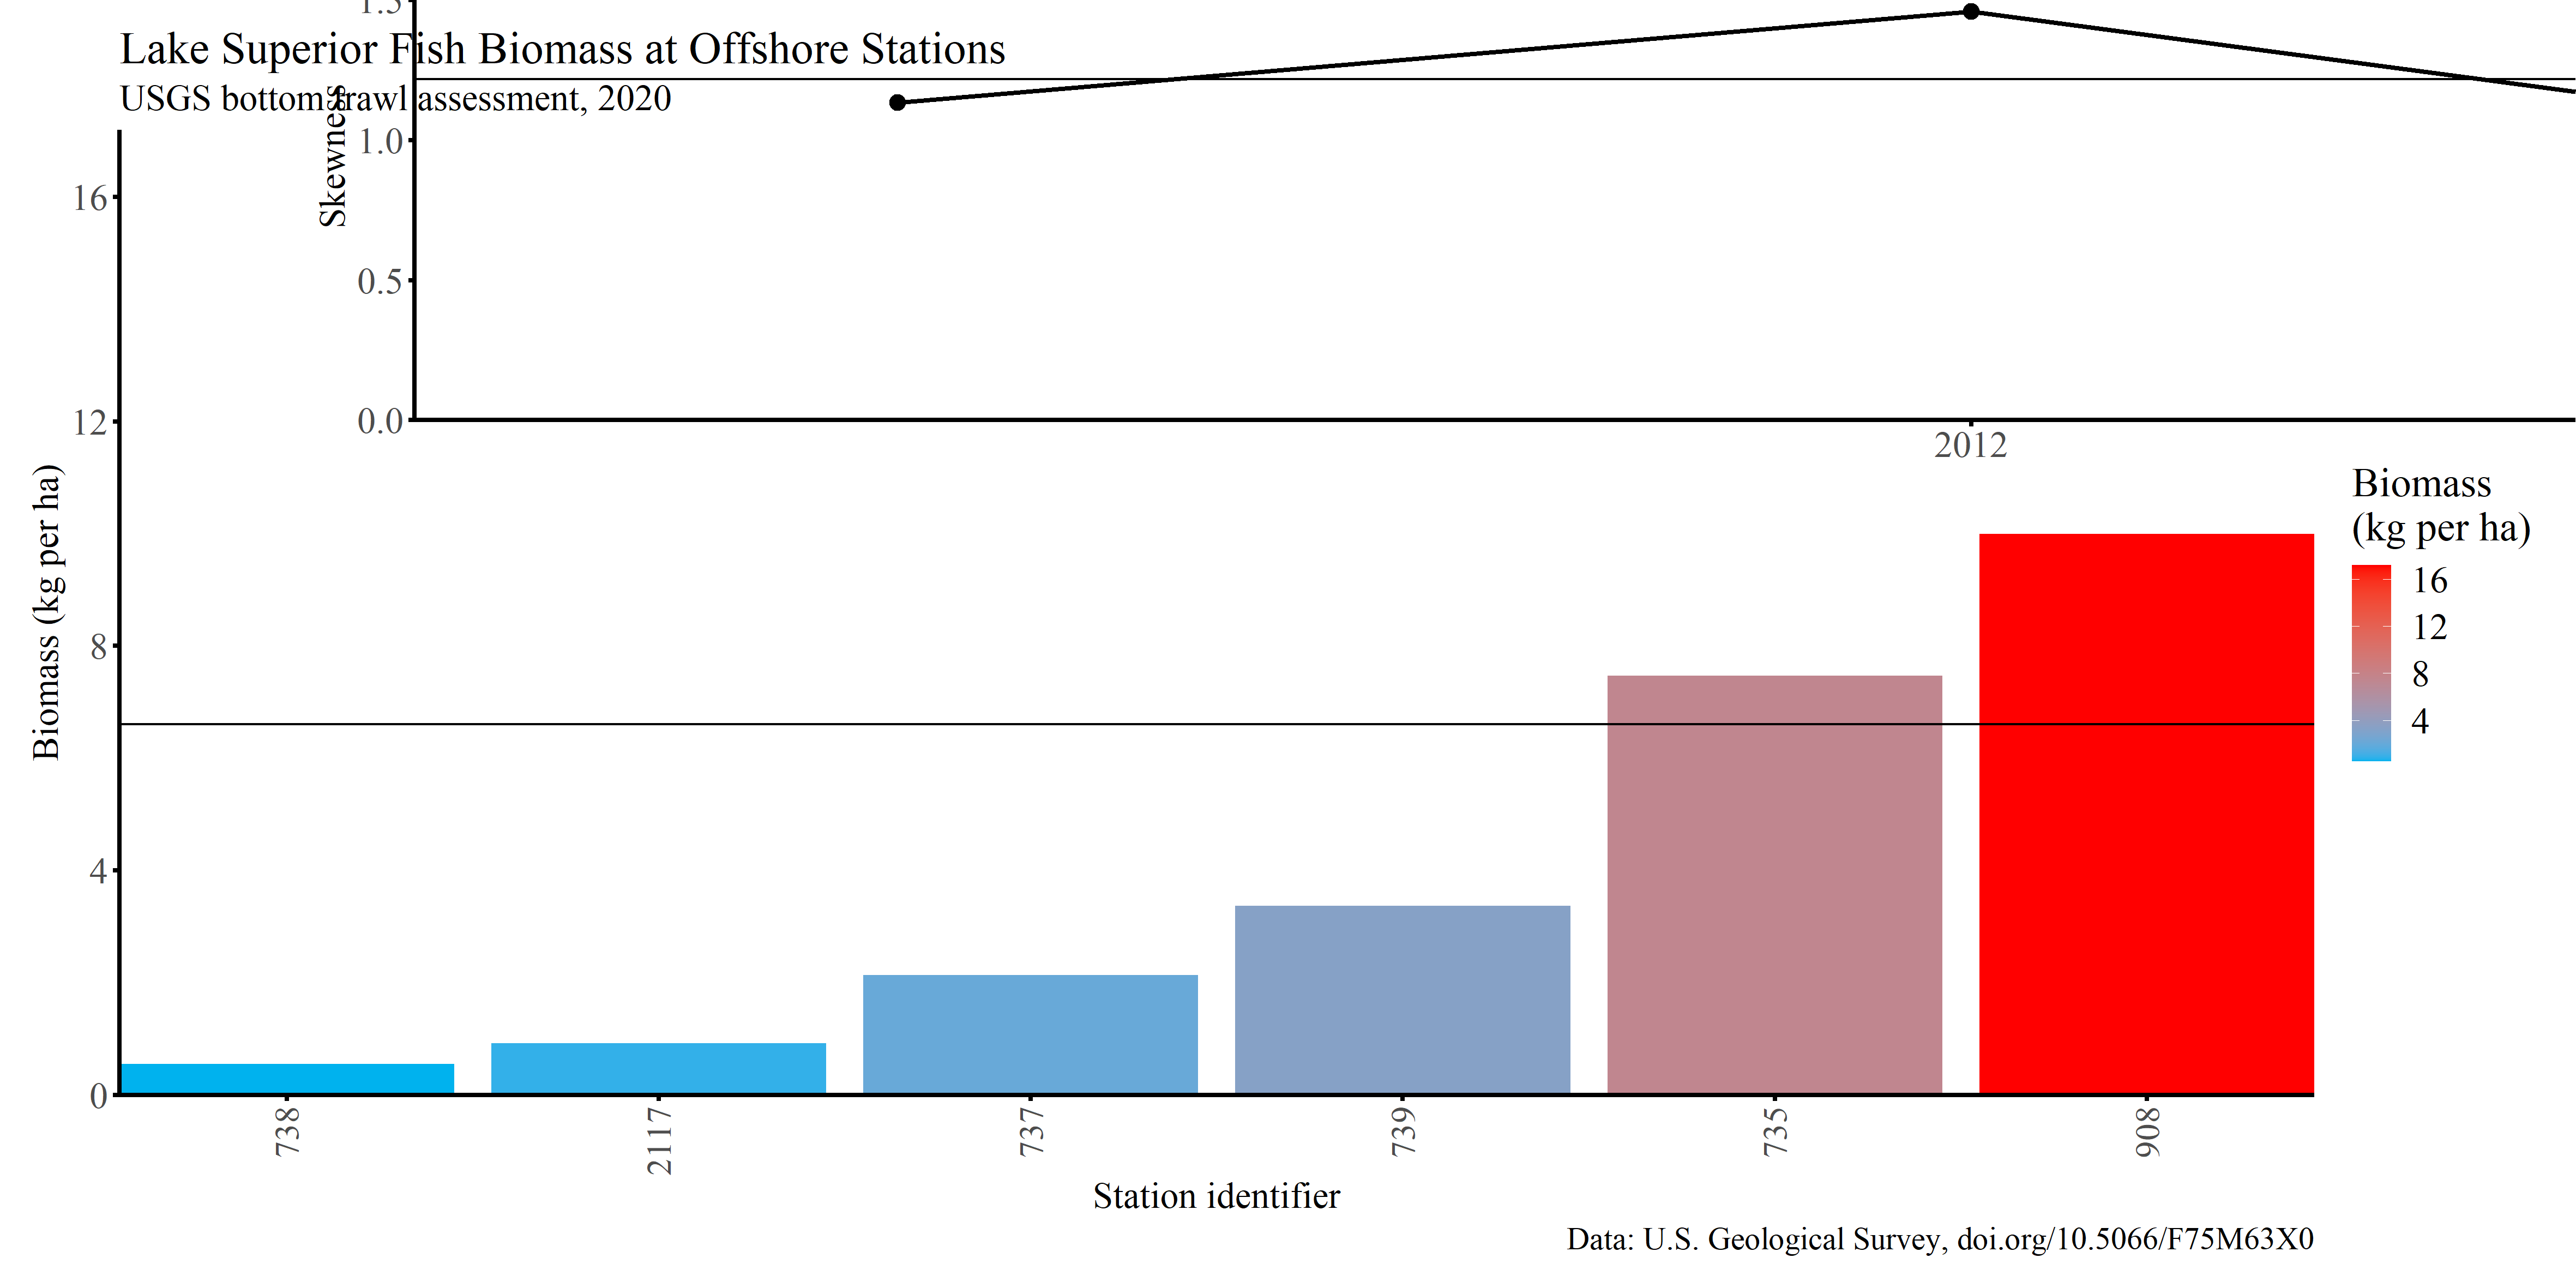 1.5
Lake Superior Fish Biomass at Offshore Stations
USGS bottom trawl assessment, 2020
Skewness
1.0
0.5
0.0
2012
16
12
8
4
0
Biomass (kg per ha)
Biomass
(kg per ha)
16
12
8
4
738
2117
737
739
735
908
Station identifier
Data: U.S. Geological Survey, doi.org/10.5066/F75M63X0